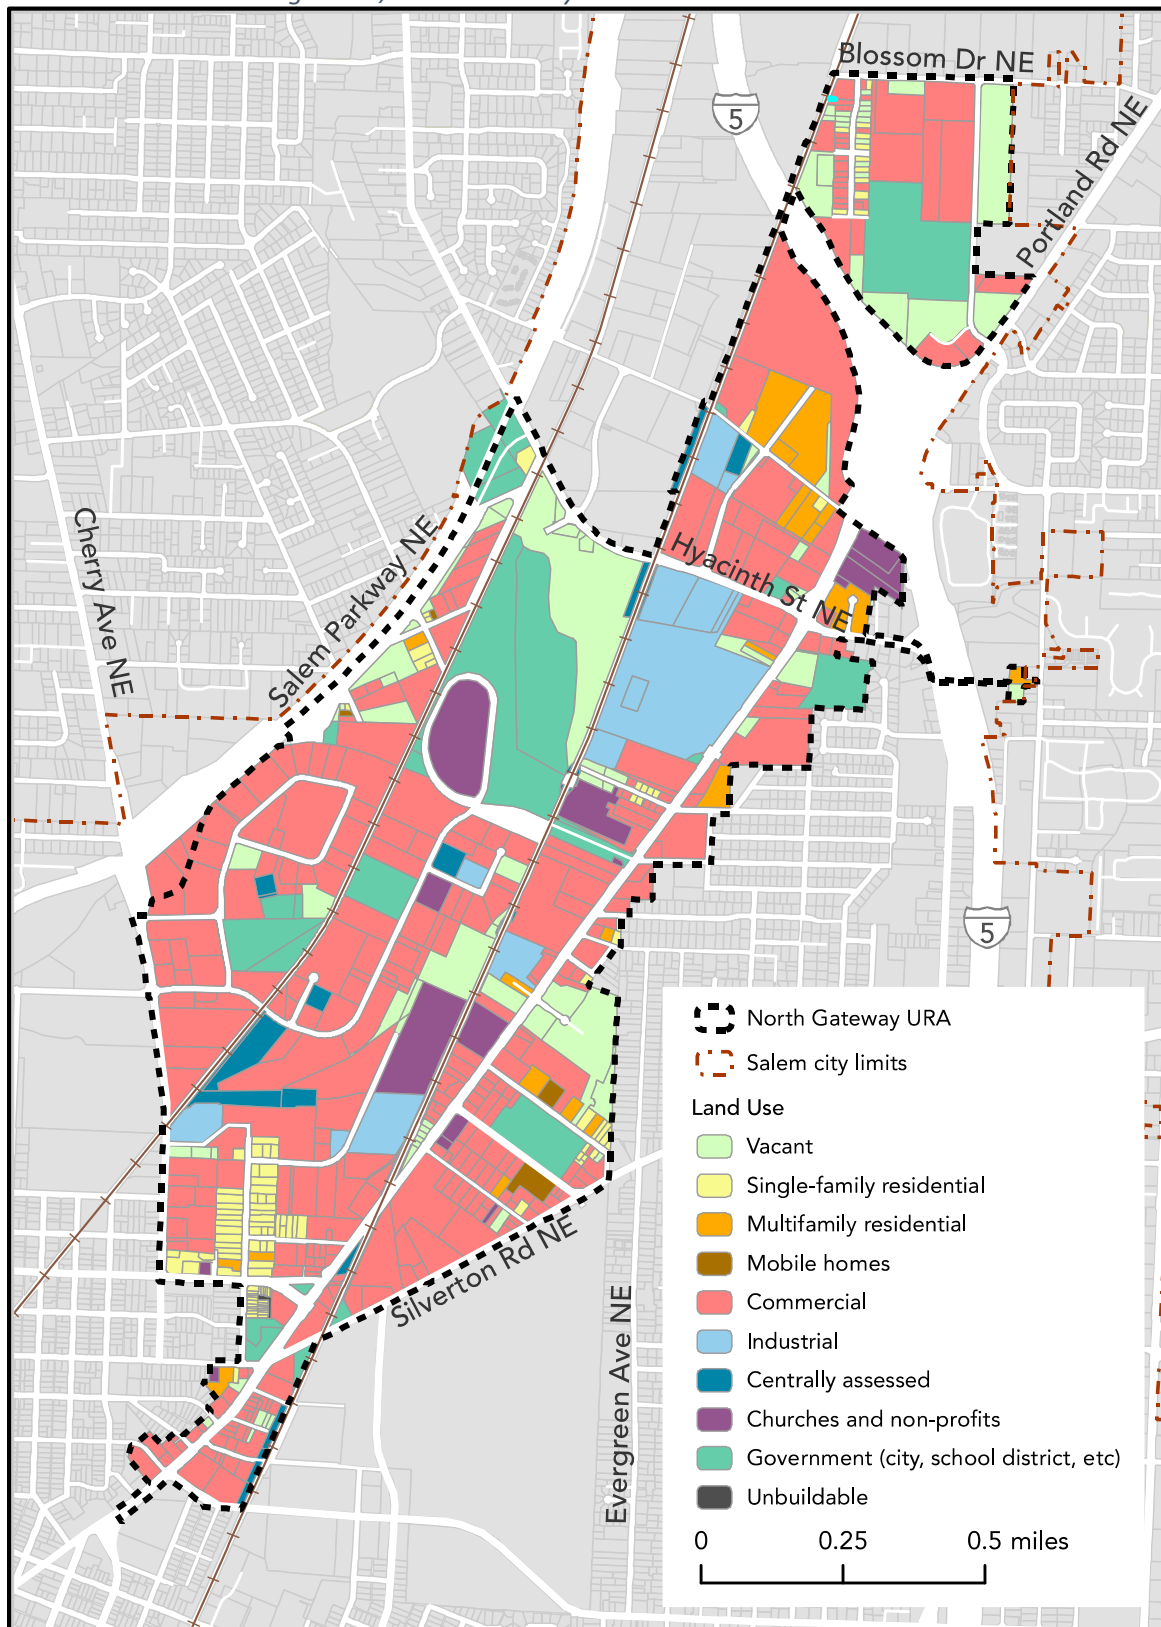 Blossom Dr NE
5
Portland Rd NE
Cherry Ave NE
Salem Parkway NE
Hyacinth St NE
5
Silverton Rd NE
Evergreen Ave NE
North Gateway URA
Salem city limits
Land Use
Vacant
Single-family residential
Multifamily residential
Mobile homes
Commercial
Industrial
Centrally assessed
Churches and non-profits
Government (city, school district, etc)
Unbuildable
0 0.25 0.5 miles